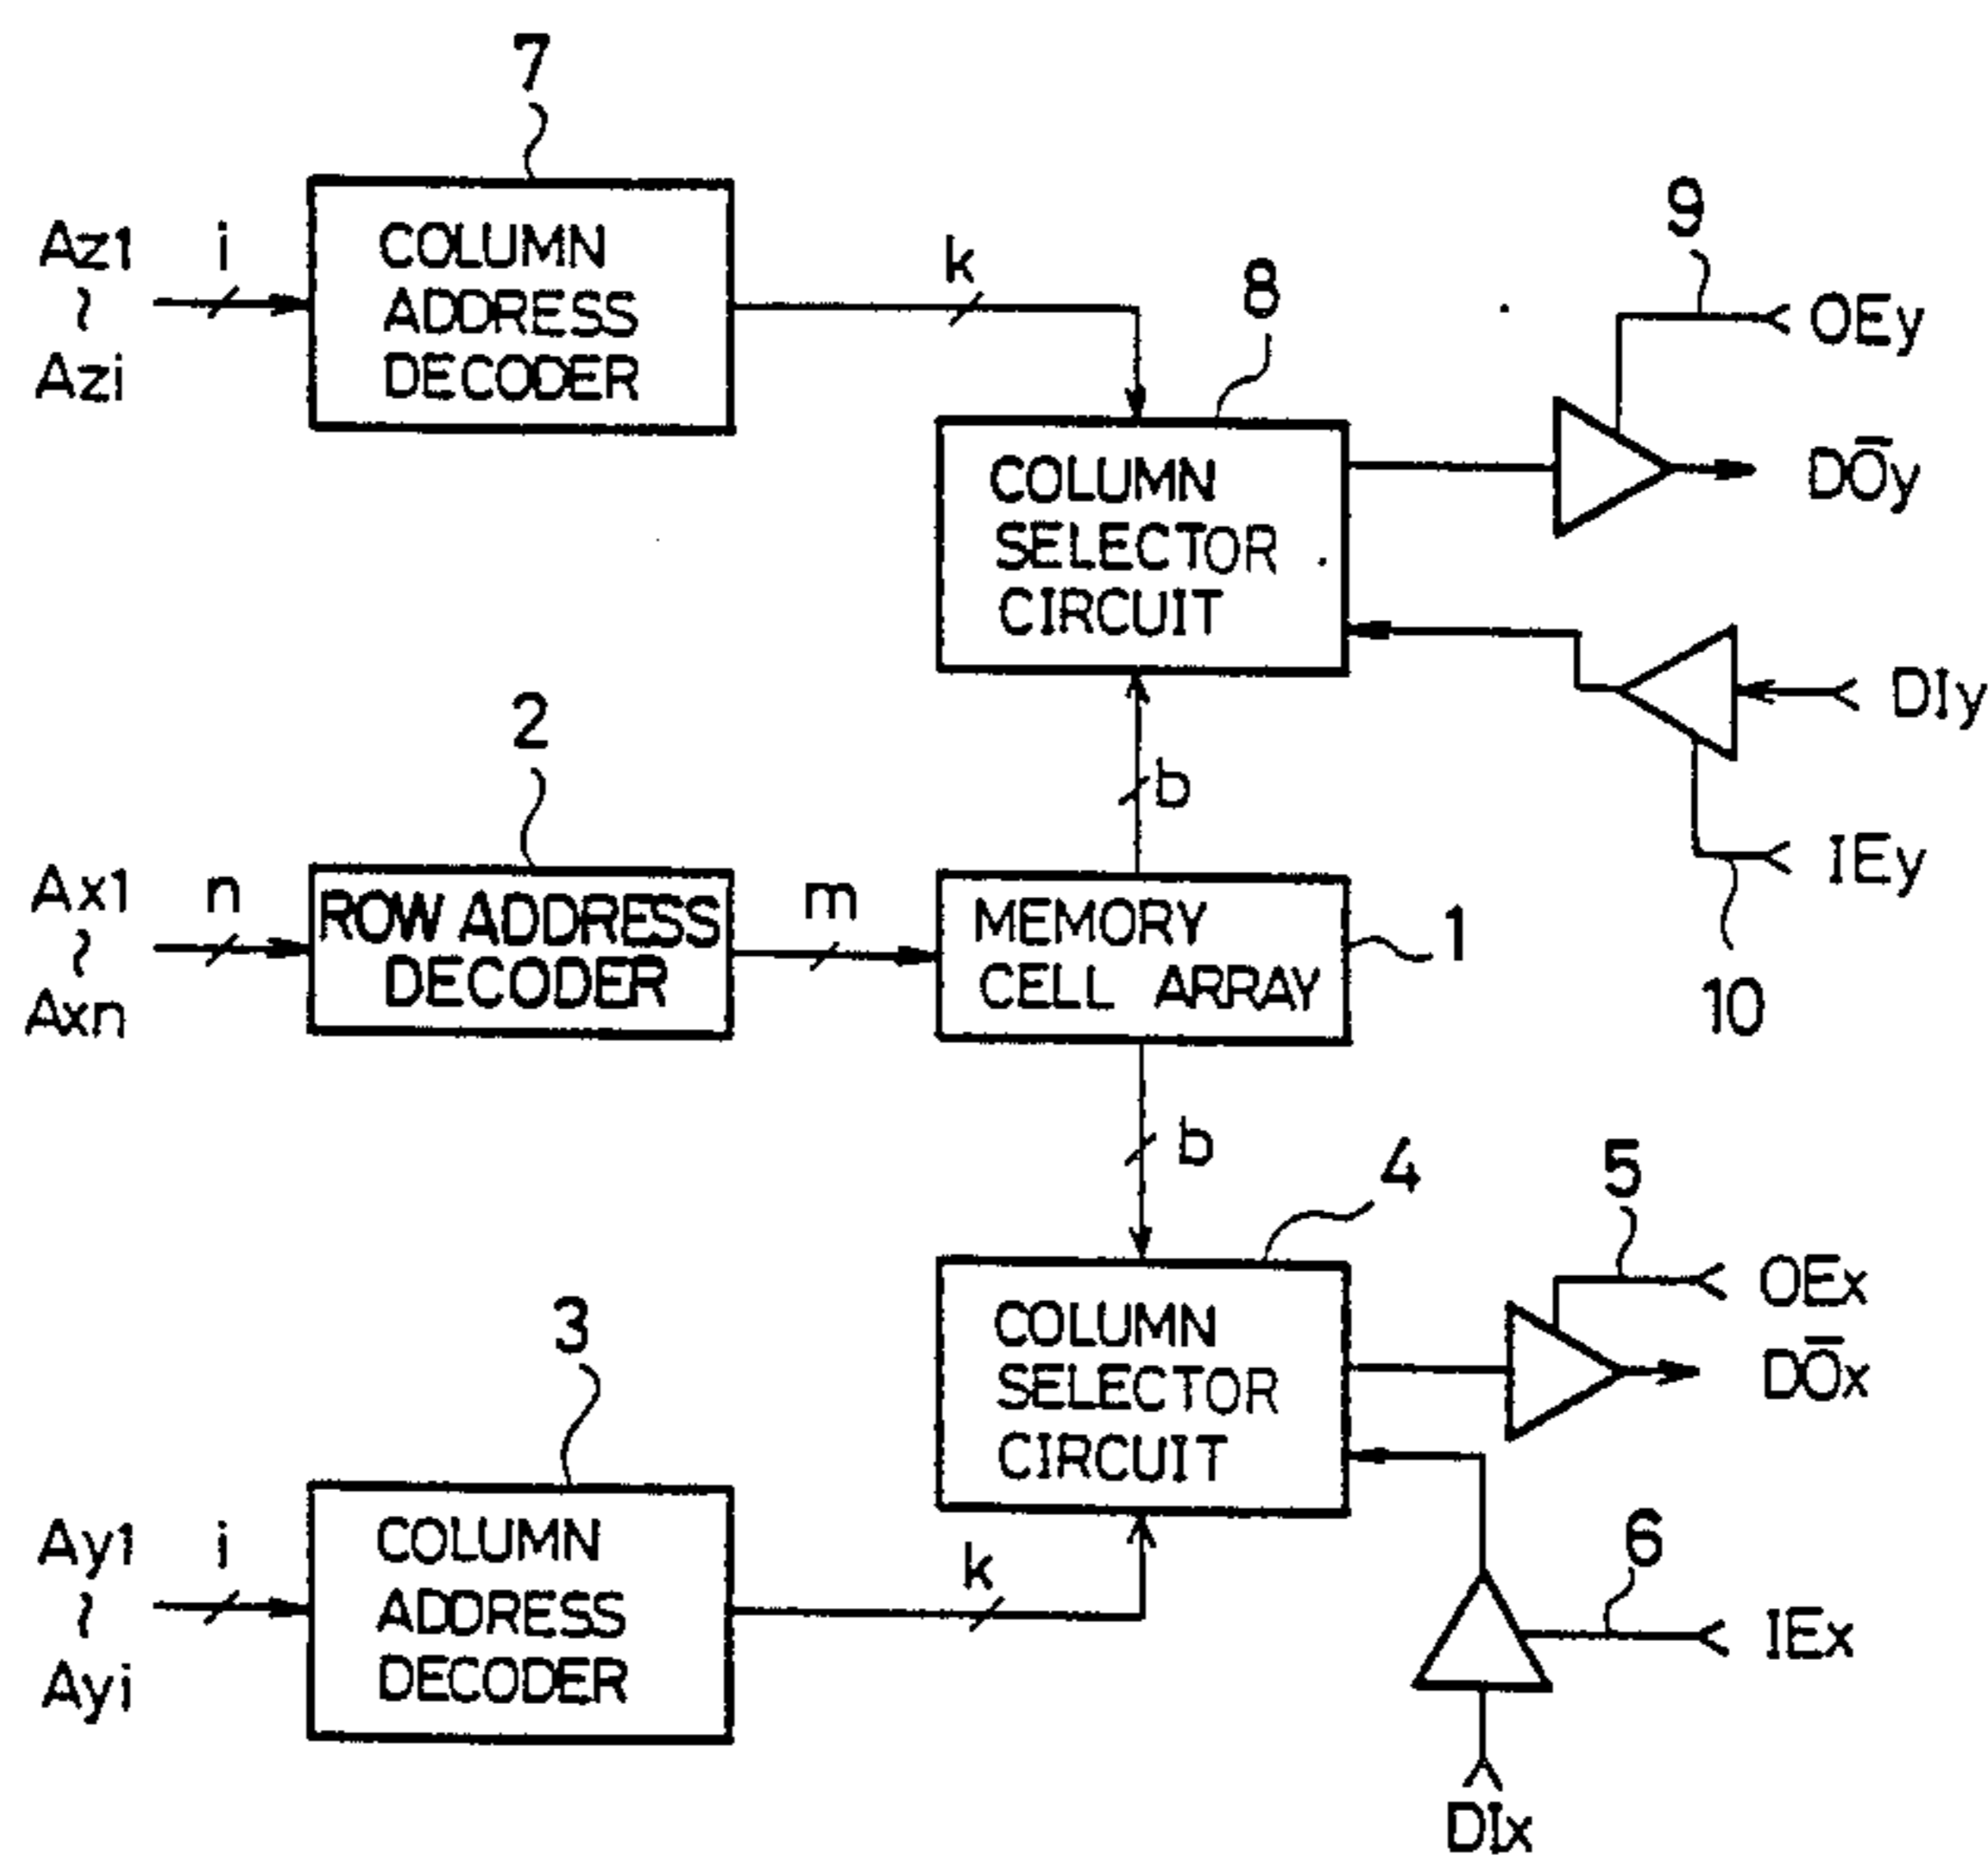 7
Az1
~
Azi
i
COLUMN
ADDRESS
DECODER
k
8
9
OEy
COLUMN
SELECTOR
CIRCUIT
DO̅y
DIy
b
IEy
10
2
Ax1
~
Axn
n
ROW ADDRESS
DECODER
m
MEMORY
CELL ARRAY
1
b
4
5
OEx
COLUMN
SELECTOR
CIRCUIT
DO̅x
3
Ay1
~
Ayi
i
COLUMN
ADDRESS
DECODER
k
6
IEx
DIx